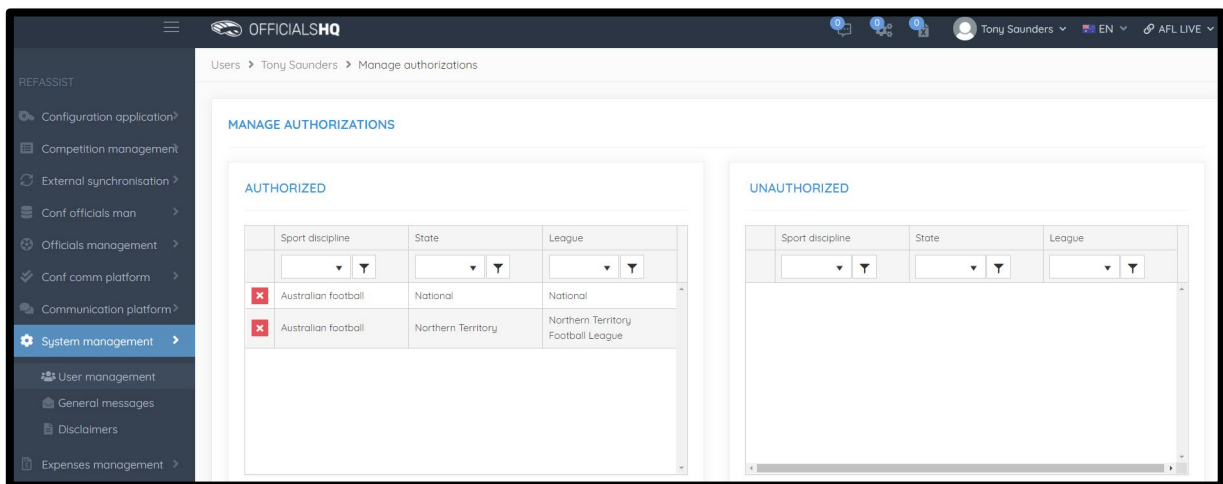 OFFICIALSHQ
0 0 0 Tony Saunders EN AFL LIVE
Users > Tony Saunders > Manage authorizations
REFASSIST
Configuration application
Competition management
External synchronisation
Conf officials man
Officials management
Conf comm platform
Communication platform
System management
User management
General messages
Disclaimers
Expenses management
MANAGE AUTHORIZATIONS
AUTHORIZED
Sport discipline State League
Australian football National National
Australian football Northern Territory Northern Territory
Football League
UNAUTHORIZED
Sport discipline State League